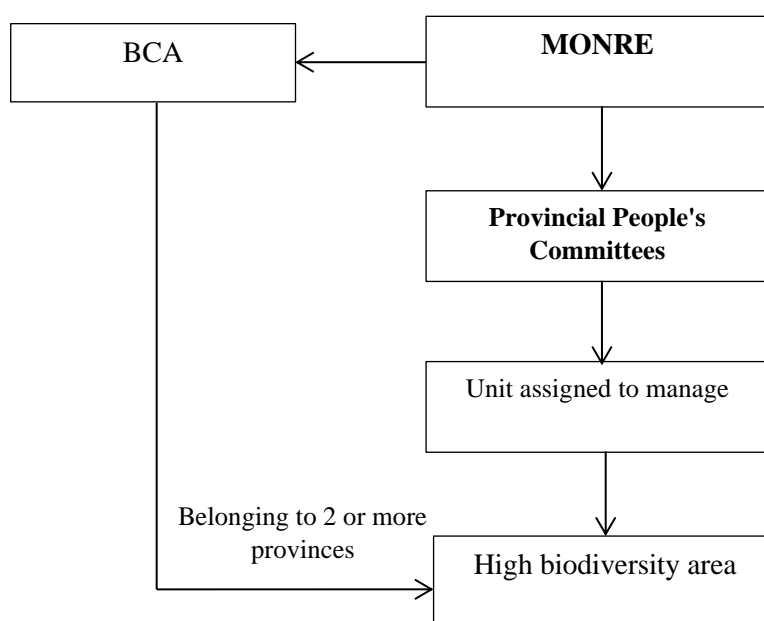 BCA
MONRE
Provincial People's
Committees
Unit assigned to manage
Belonging to 2 or more
provinces
High biodiversity area